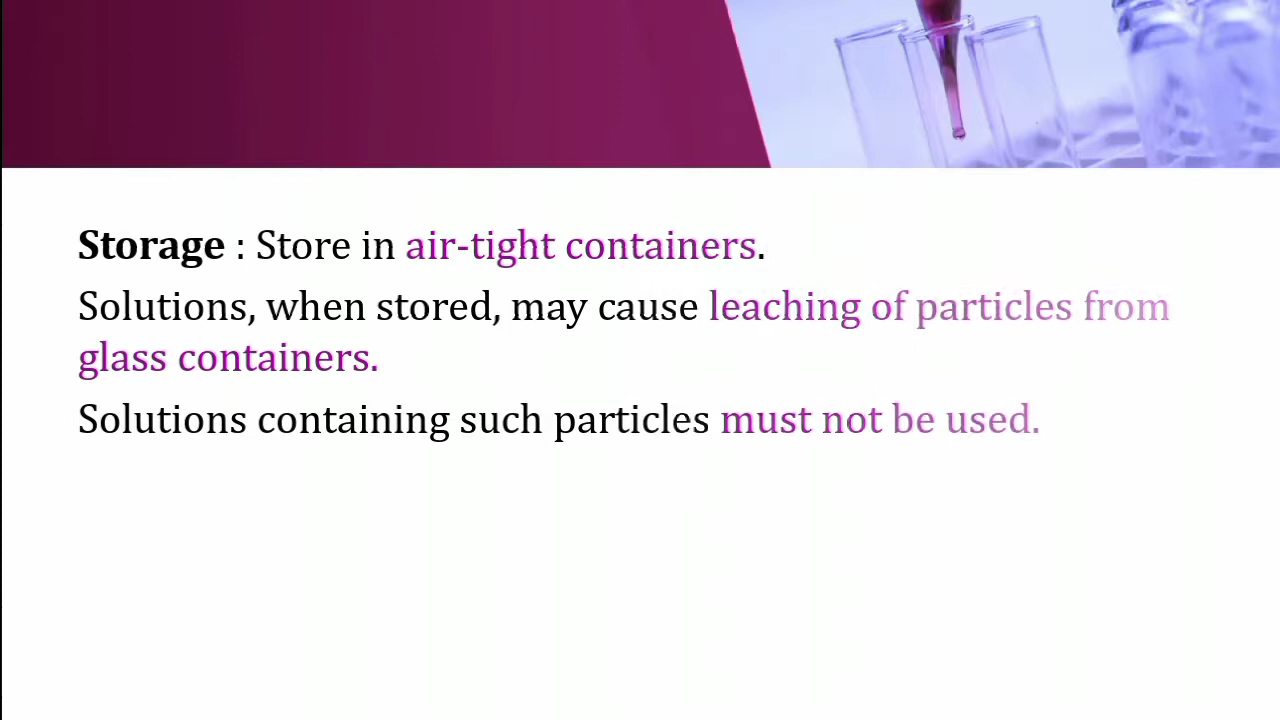 Storage : Store in air-tight containers.
Solutions, when stored, may cause leaching of particles from
glass containers.
Solutions containing such particles must not be used.